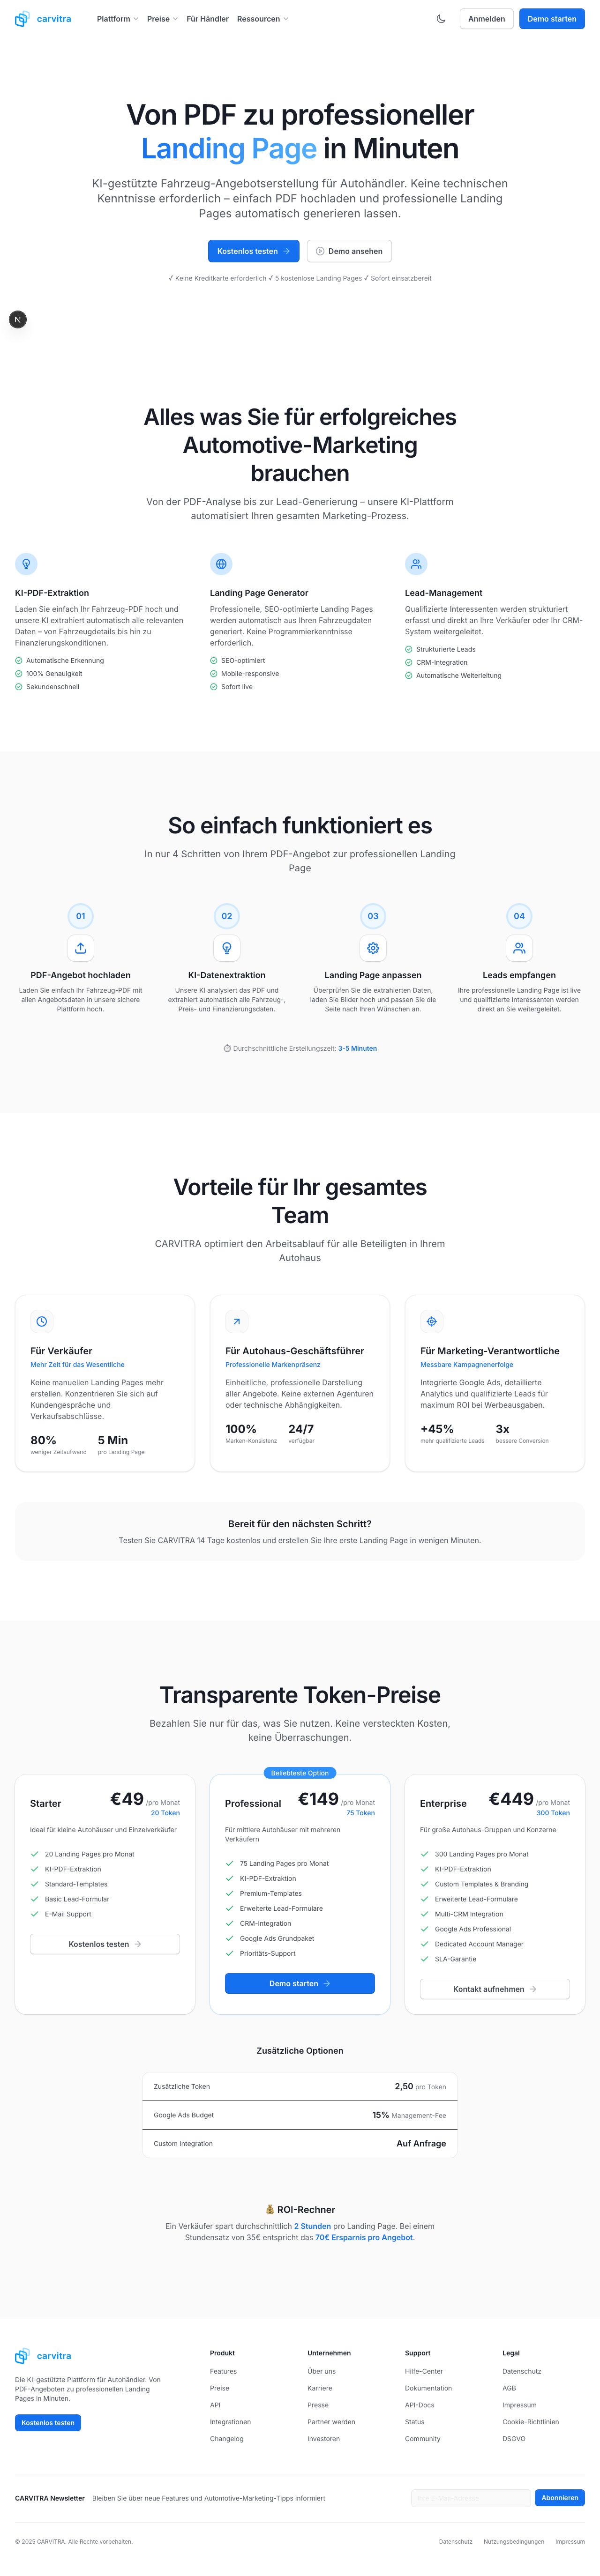 carvitra
Plattform
Preise
Für Händler
Ressourcen
Anmelden
Demo starten
Von PDF zu professioneller
Landing Page in Minuten
KI-gestützte Fahrzeug-Angebotserstellung für Autohändler. Keine technischen
Kenntnisse erforderlich – einfach PDF hochladen und professionelle Landing
Pages automatisch generieren lassen.
Kostenlos testen
Demo ansehen
✓ Keine Kreditkarte erforderlich ✓ 5 kostenlose Landing Pages ✓ Sofort einsatzbereit
N
Alles was Sie für erfolgreiches
Automotive-Marketing
brauchen
Von der PDF-Analyse bis zur Lead-Generierung – unsere KI-Plattform
automatisiert Ihren gesamten Marketing-Prozess.
KI-PDF-Extraktion
Laden Sie einfach Ihr Fahrzeug-PDF hoch und
unsere KI extrahiert automatisch alle relevanten
Daten – von Fahrzeugdetails bis hin zu
Finanzierungskonditionen.
Automatische Erkennung
100% Genauigkeit
Sekundenschnell
Landing Page Generator
Professionelle, SEO-optimierte Landing Pages
werden automatisch aus Ihren Fahrzeugdaten
generiert. Keine Programmierkenntnisse
erforderlich.
SEO-optimiert
Mobile-responsive
Sofort live
Lead-Management
Qualifizierte Interessenten werden strukturiert
erfasst und direkt an Ihre Verkäufer oder Ihr CRM-
System weitergeleitet.
Strukturierte Leads
CRM-Integration
Automatische Weiterleitung
So einfach funktioniert es
In nur 4 Schritten von Ihrem PDF-Angebot zur professionellen Landing
Page
01
PDF-Angebot hochladen
Laden Sie einfach Ihr Fahrzeug-PDF mit
allen Angebotsdaten in unsere sichere
Plattform hoch.
02
KI-Datenextraktion
Unsere KI analysiert das PDF und
extrahiert automatisch alle Fahrzeug-,
Preis- und Finanzierungsdaten.
03
Landing Page anpassen
Überprüfen Sie die extrahierten Daten,
laden Sie Bilder hoch und passen Sie die
Seite nach Ihren Wünschen an.
04
Leads empfangen
Ihre professionelle Landing Page ist live
und qualifizierte Interessenten werden
direkt an Sie weitergeleitet.
⏱ Durchschnittliche Erstellungszeit: 3-5 Minuten
Vorteile für Ihr gesamtes
Team
CARVITRA optimiert den Arbeitsablauf für alle Beteiligten in Ihrem
Autohaus
Für Verkäufer
Mehr Zeit für das Wesentliche
Keine manuellen Landing Pages mehr
erstellen. Konzentrieren Sie sich auf
Kundengespräche und
Verkaufsabschlüsse.
80%
weniger Zeitaufwand
5 Min
pro Landing Page
Für Autohaus-Geschäftsführer
Professionelle Markenpräsenz
Einheitliche, professionelle Darstellung
aller Angebote. Keine externen Agenturen
oder technische Abhängigkeiten.
100%
Marken-Konsistenz
24/7
verfügbar
Für Marketing-Verantwortliche
Messbare Kampagnenerfolge
Integrierte Google Ads, detaillierte
Analytics und qualifizierte Leads für
maximum ROI bei Werbeausgaben.
+45%
mehr qualifizierte Leads
3x
bessere Conversion
Bereit für den nächsten Schritt?
Testen Sie CARVITRA 14 Tage kostenlos und erstellen Sie Ihre erste Landing Page in wenigen Minuten.
Transparente Token-Preise
Bezahlen Sie nur für das, was Sie nutzen. Keine versteckten Kosten,
keine Überraschungen.
Starter
€49 /pro Monat
20 Token
Ideal für kleine Autohäuser und Einzelverkäufer
20 Landing Pages pro Monat
KI-PDF-Extraktion
Standard-Templates
Basic Lead-Formular
E-Mail Support
Kostenlos testen
Beliebteste Option
Professional
€149 /pro Monat
75 Token
Für mittlere Autohäuser mit mehreren
Verkäufern
75 Landing Pages pro Monat
KI-PDF-Extraktion
Premium-Templates
Erweiterte Lead-Formulare
CRM-Integration
Google Ads Grundpaket
Prioritäts-Support
Demo starten
Enterprise
€449 /pro Monat
300 Token
Für große Autohaus-Gruppen und Konzerne
300 Landing Pages pro Monat
KI-PDF-Extraktion
Custom Templates & Branding
Erweiterte Lead-Formulare
Multi-CRM Integration
Google Ads Professional
Dedicated Account Manager
SLA-Garantie
Kontakt aufnehmen
Zusätzliche Optionen
Zusätzliche Token
2,50 pro Token
Google Ads Budget
15% Management-Fee
Custom Integration
Auf Anfrage
💰 ROI-Rechner
Ein Verkäufer spart durchschnittlich 2 Stunden pro Landing Page. Bei einem
Stundensatz von 35€ entspricht das 70€ Ersparnis pro Angebot.
carvitra
Die KI-gestützte Plattform für Autohändler. Von
PDF-Angeboten zu professionellen Landing
Pages in Minuten.
Kostenlos testen
Produkt
Features
Preise
API
Integrationen
Changelog
Unternehmen
Über uns
Karriere
Presse
Partner werden
Investoren
Support
Hilfe-Center
Dokumentation
API-Docs
Status
Community
Legal
Datenschutz
AGB
Impressum
Cookie-Richtlinien
DSGVO
CARVITRA Newsletter
Bleiben Sie über neue Features und Automotive-Marketing-Tipps informiert
Abonnieren
© 2025 CARVITRA. Alle Rechte vorbehalten.
Datenschutz
Nutzungsbedingungen
Impressum